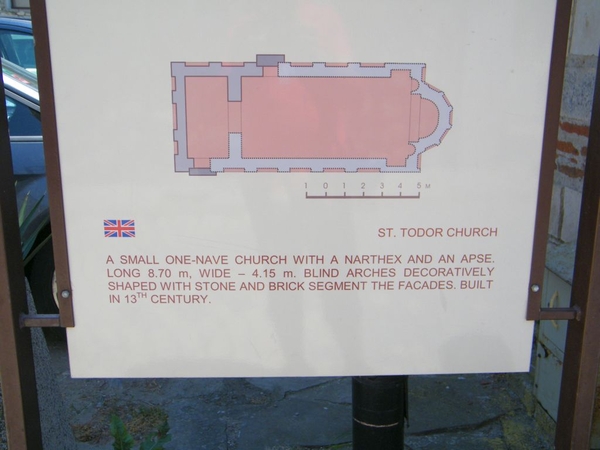 1 0 1 2 3 4 5 M
ST. TODOR CHURCH
A SMALL ONE-NAVE CHURCH WITH A NARTHEX AND AN APSE.
LONG 8.70 m, WIDE – 4.15 m. BLIND ARCHES DECORATIVELY
SHAPED WITH STONE AND BRICK SEGMENT THE FACADES. BUILT
IN 13TH CENTURY.